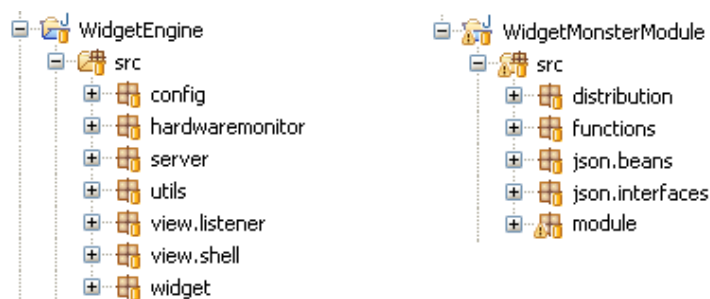 WidgetEngine
src
config
hardwaremonitor
server
utils
view.listener
view.shell
widget
WidgetMonsterModule
src
distribution
functions
json.beans
json.interfaces
module